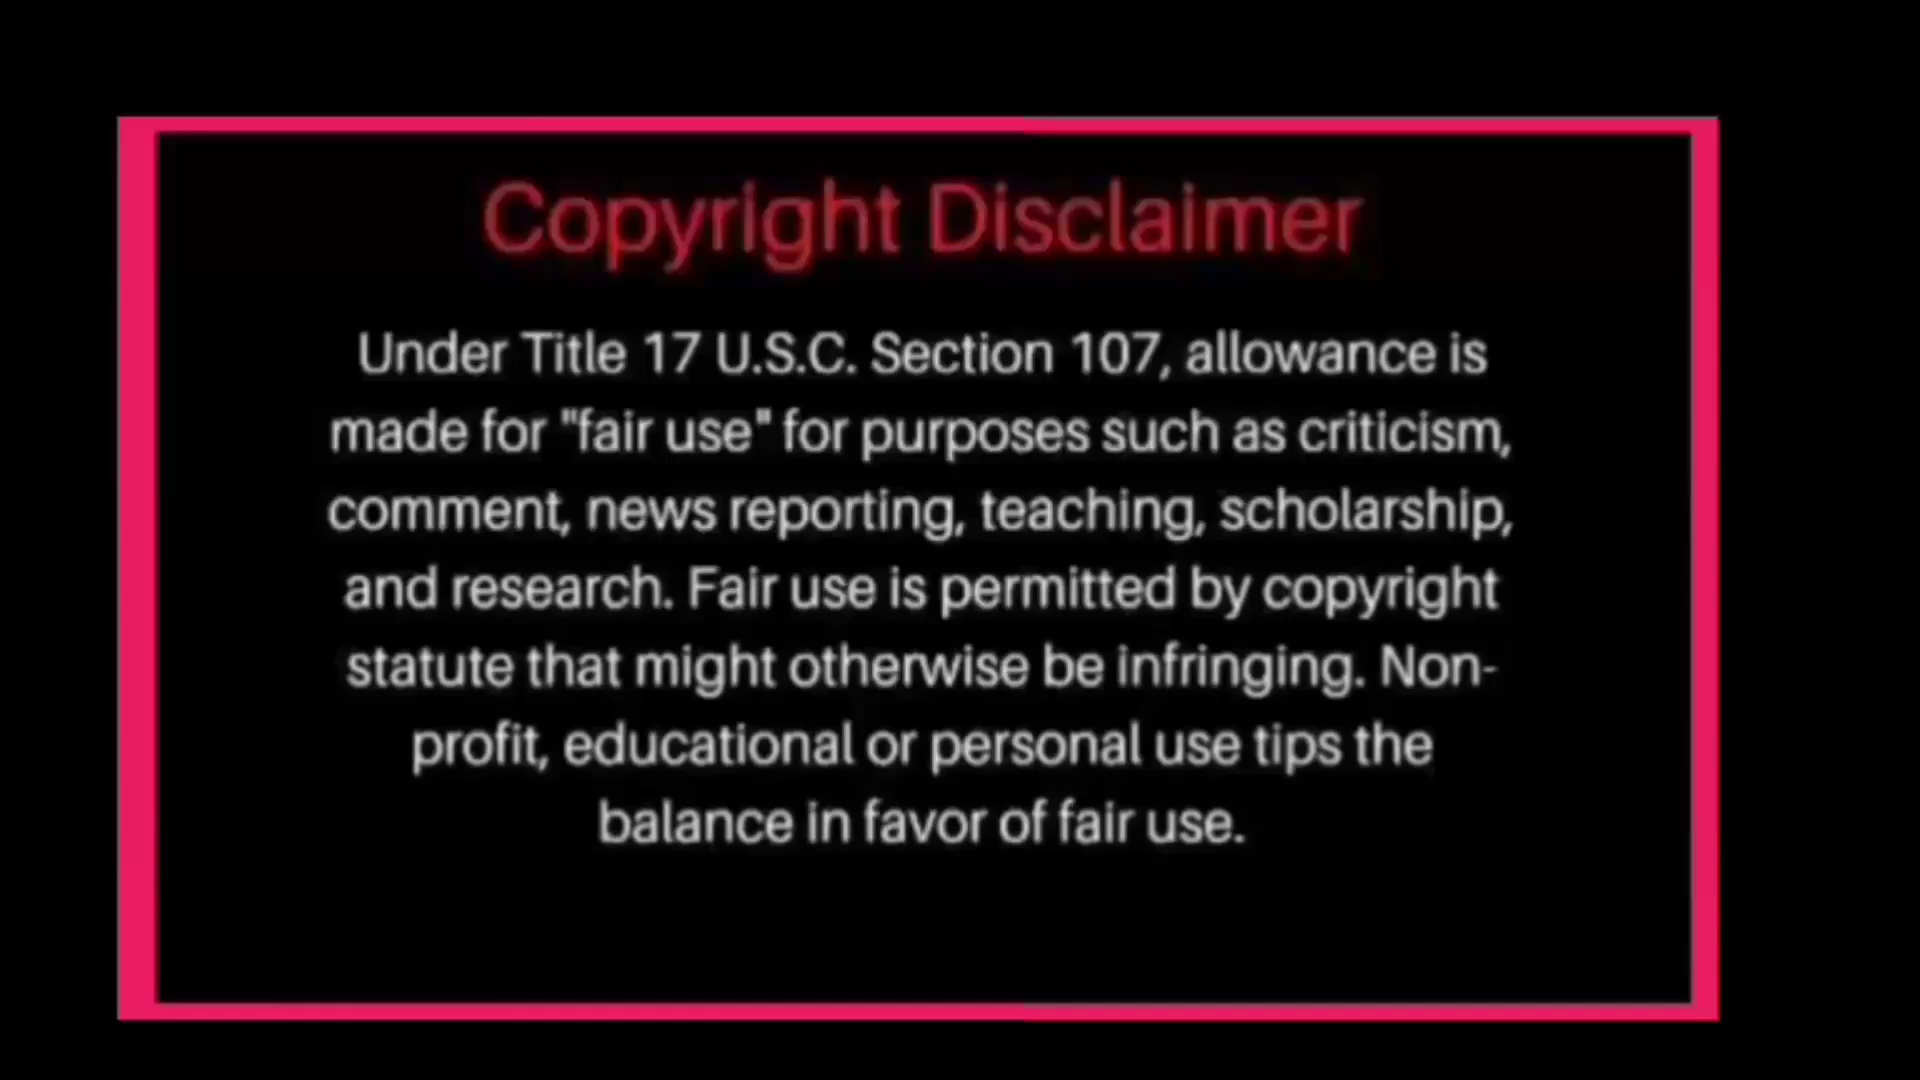 Copyright Disclaimer
Under Title 17 U.S.C. Section 107, allowance is
made for "fair use" for purposes such as criticism,
comment, news reporting, teaching, scholarship,
and research. Fair use is permitted by copyright
statute that might otherwise be infringing. Non-
profit, educational or personal use tips the
balance in favor of fair use.